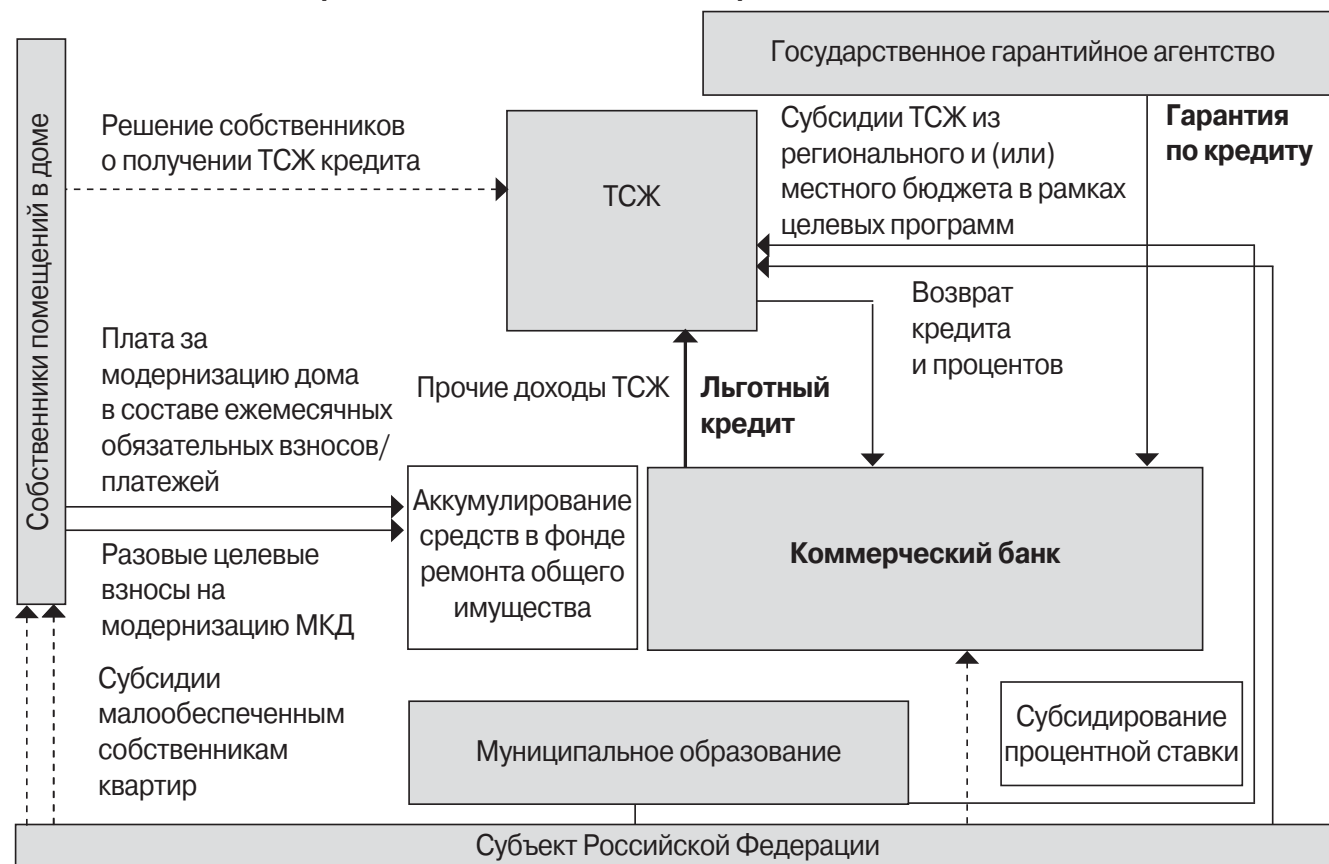 Государственное гарантийное агентство
Собственники помещений в доме
Решение собственников
о получении ТСЖ кредита
ТСЖ
Субсидии ТСЖ из
регионального и (или)
местного бюджета в рамках
целевых программ
Гарантия
по кредиту
Возврат
кредита
и процентов
Плата за
модернизацию дома
в составе ежемесячных
обязательных взносов/
платежей
Прочие доходы ТСЖ
Льготный
кредит
Аккумулирование
средств в фонде
ремонта общего
имущества
Коммерческий банк
Разовые целевые
взносы на
модернизацию МКД
Субсидии
малообеспеченным
собственникам
квартир
Муниципальное образование
Субсидирование
процентной ставки
Субъект Российской Федерации